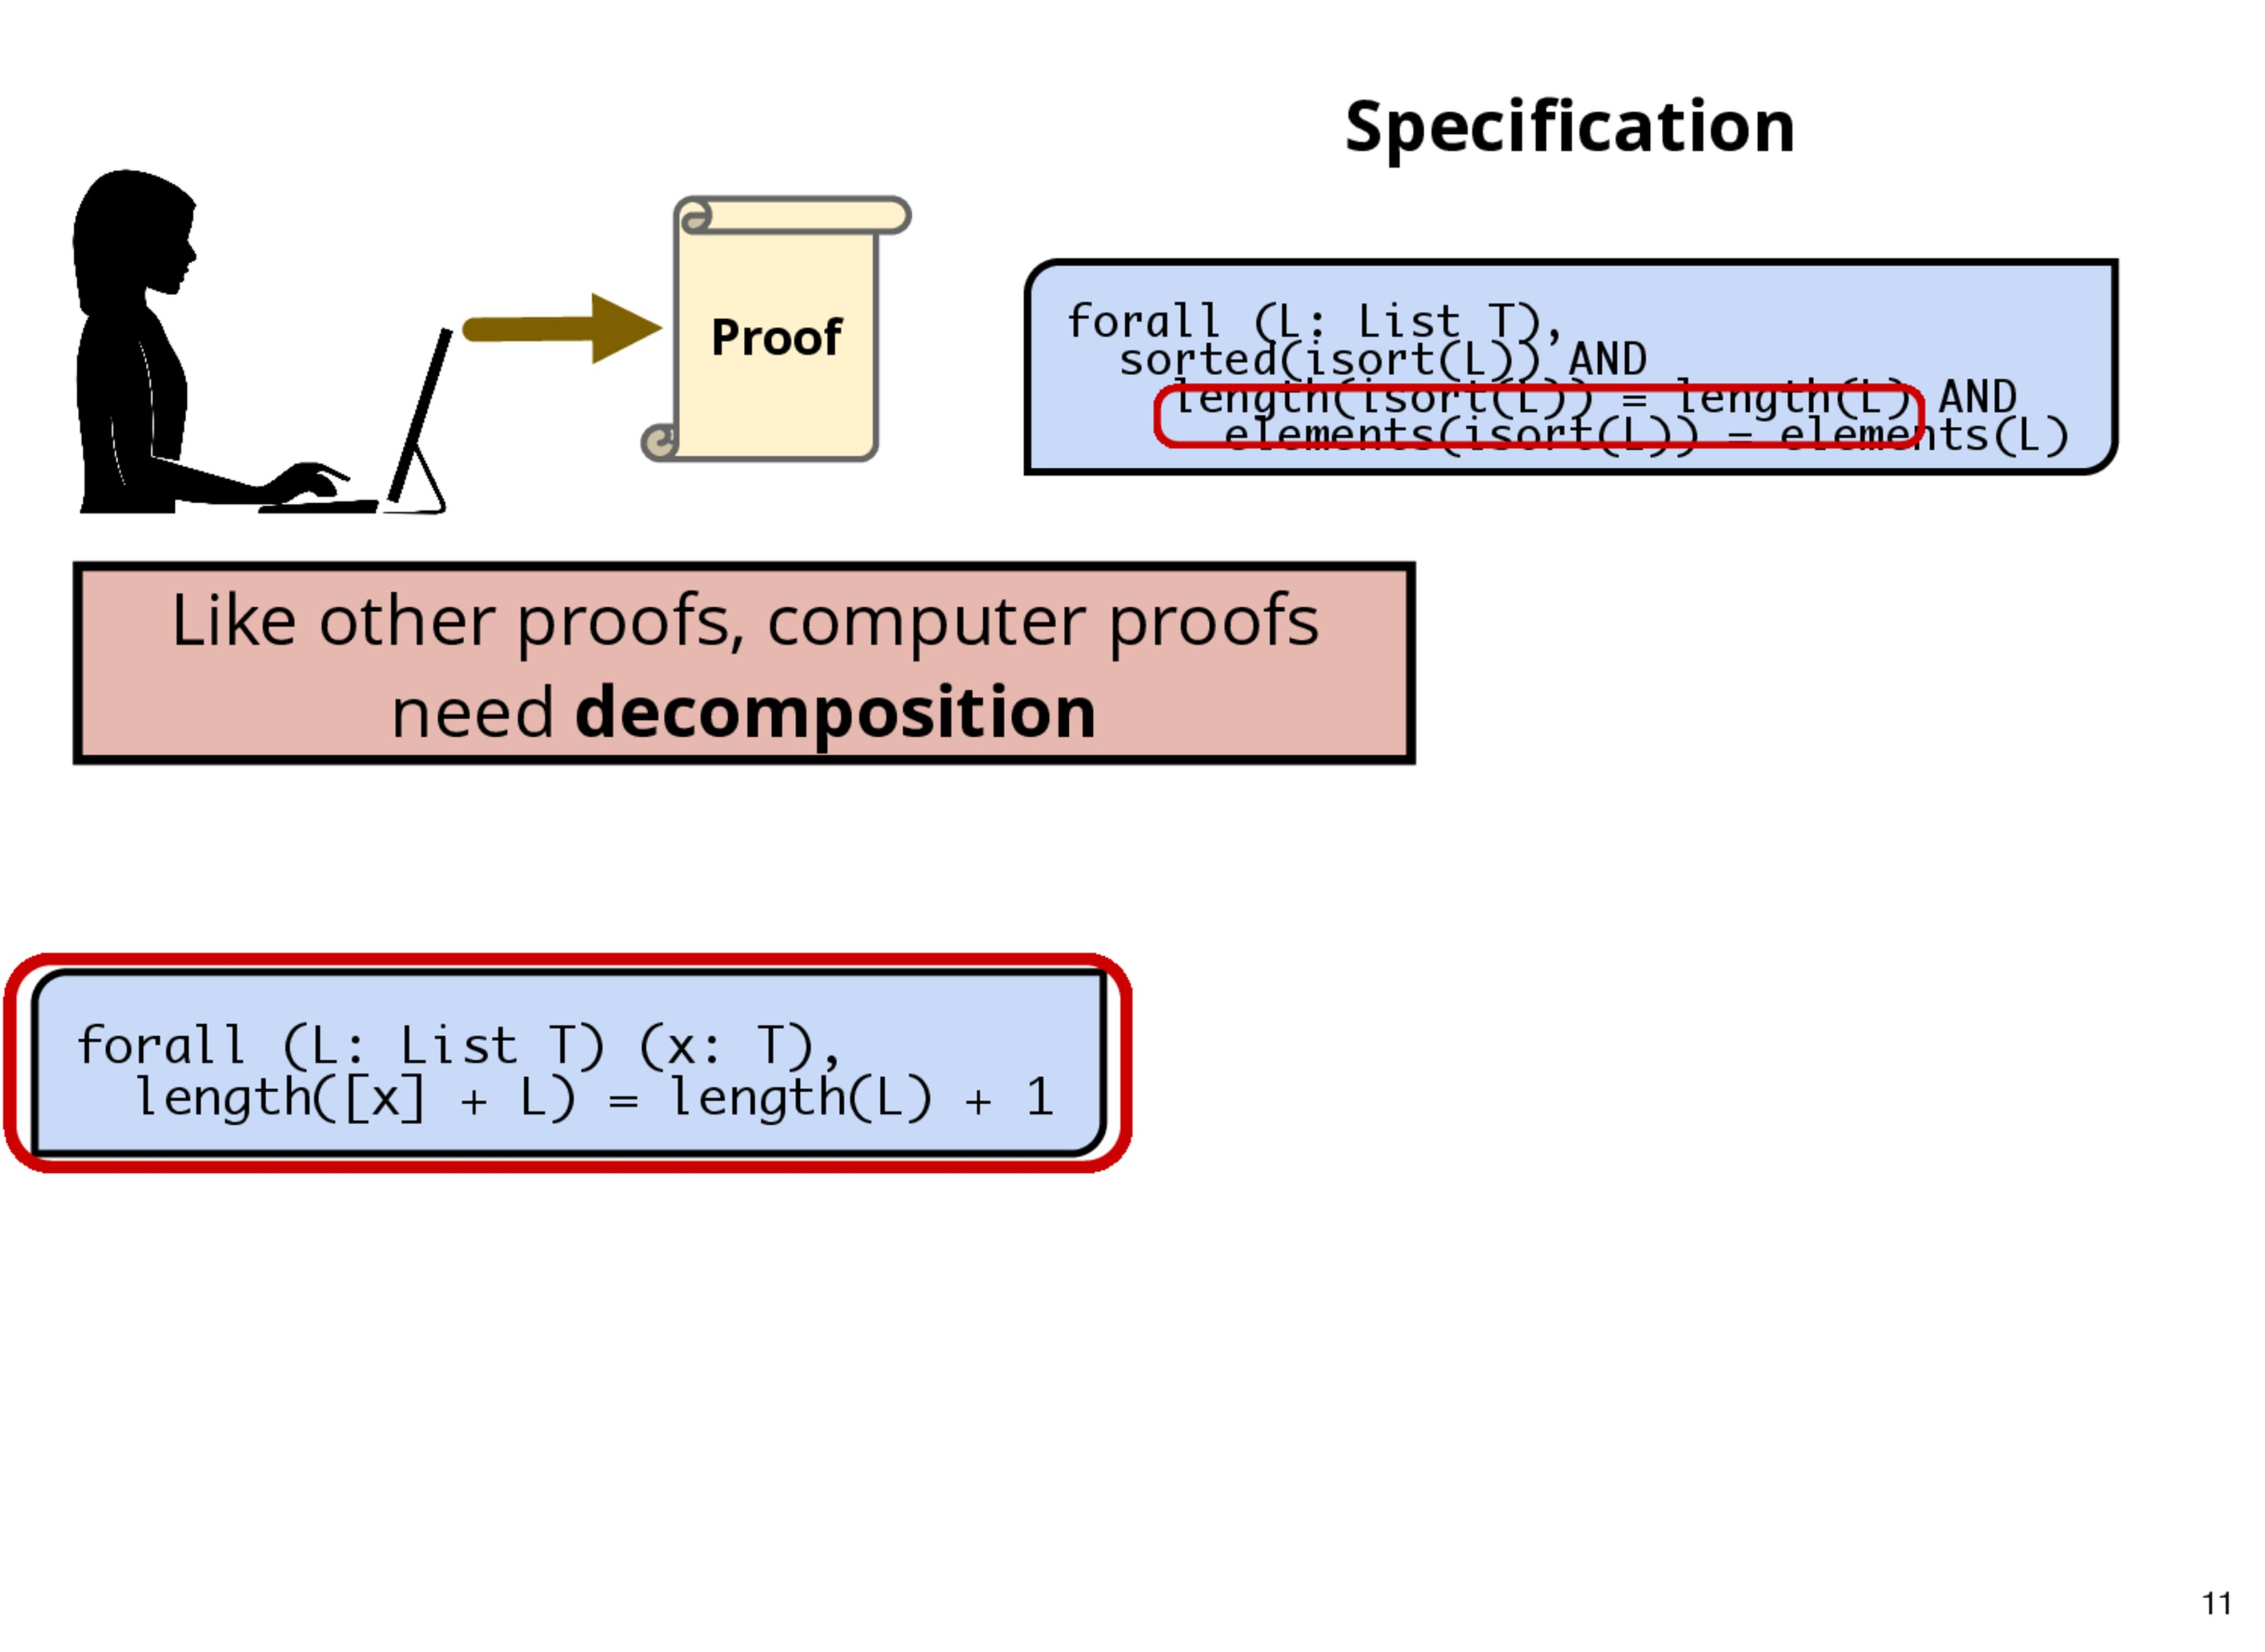 Specification
Proof
forall (L: List T),
sorted(isort(L)) AND
length(isort(L)) = length(L) AND
elements(isort(L)) = elements(L)
Like other proofs, computer proofs
need decomposition
forall (L: List T) (x: T),
length([x] + L) = length(L) + 1
11